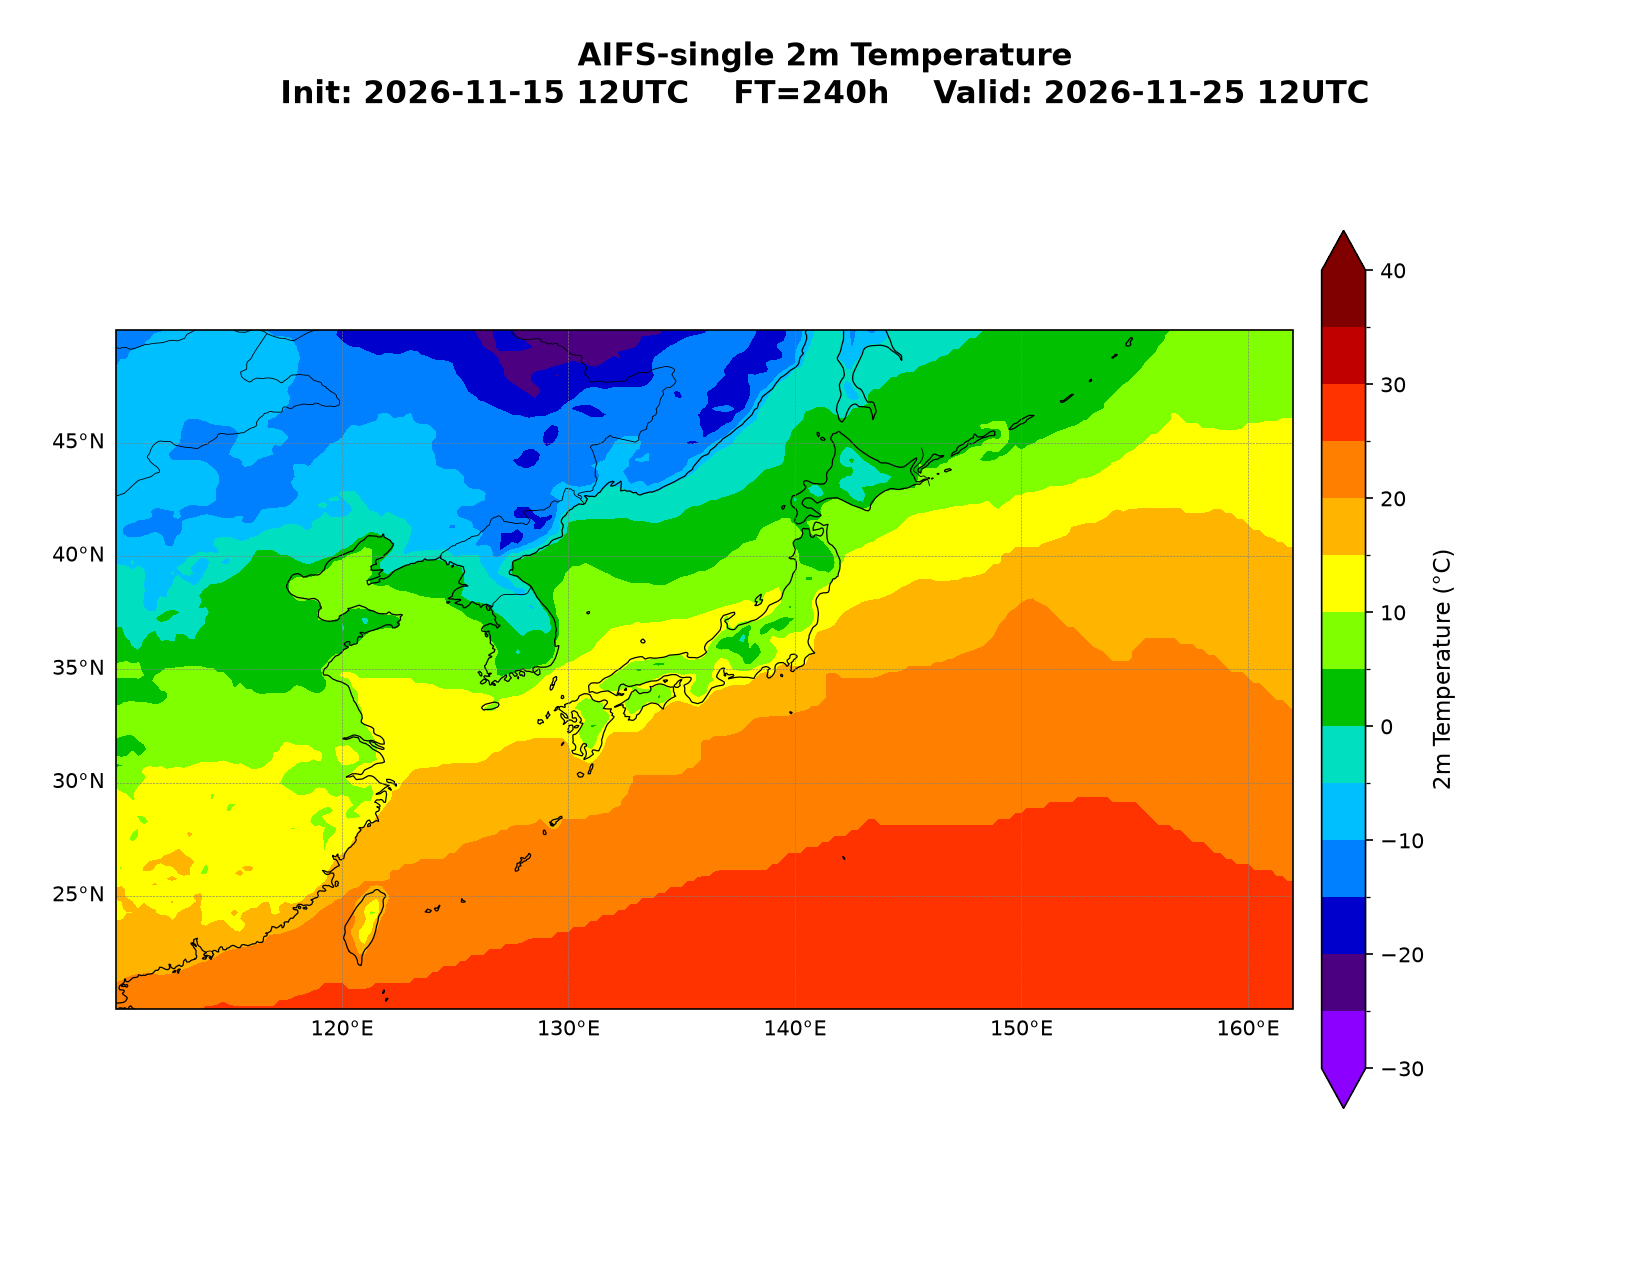 AIFS-single 2m Temperature
Init: 2026-11-15 12UTC    FT=240h    Valid: 2026-11-25 12UTC
45°N
40°N
35°N
30°N
25°N
120°E
130°E
140°E
150°E
160°E
40
30
20
10
0
−10
−20
−30
2m Temperature (°C)